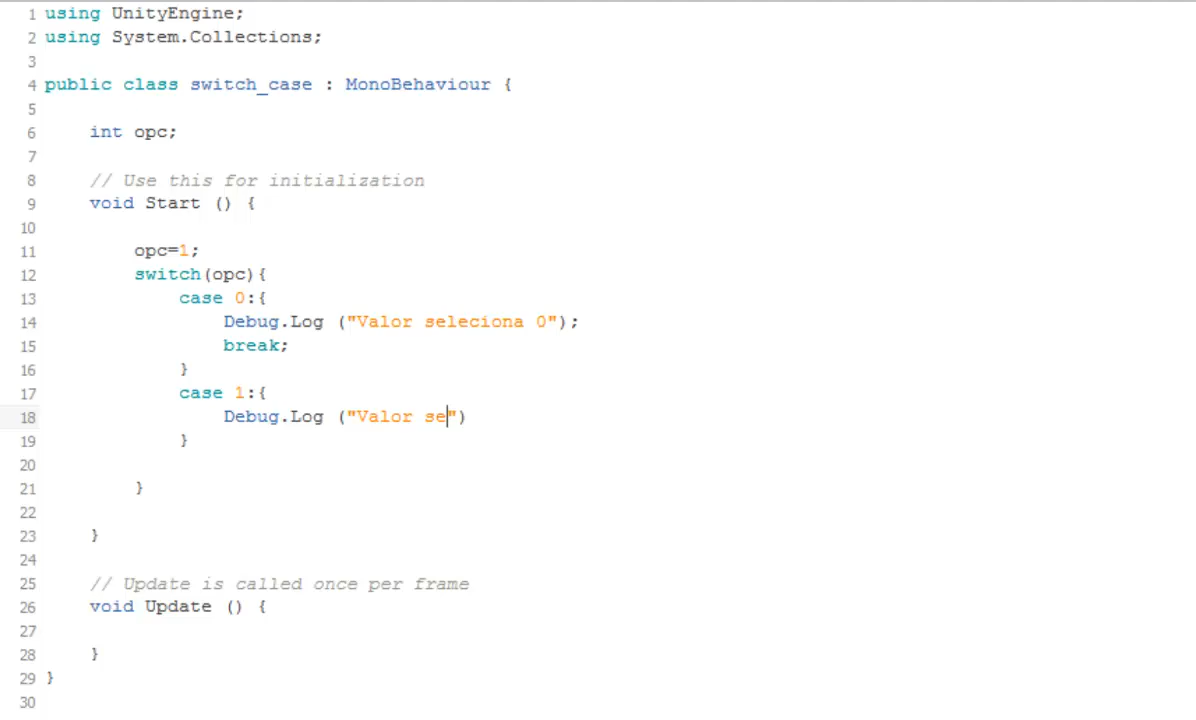 1 using UnityEngine;
2 using System.Collections;
3
4 public class switch_case : MonoBehaviour {
5
6 int opc;
7
8 // Use this for initialization
9 void Start () {
10
11 opc=1;
12 switch(opc){
13 case 0:{
14 Debug.Log ("Valor seleciona 0");
15 break;
16 }
17 case 1:{
18 Debug.Log ("Valor se")
19 }
20
21 }
22
23 }
24
25 // Update is called once per frame
26 void Update () {
27
28 }
29 }
30